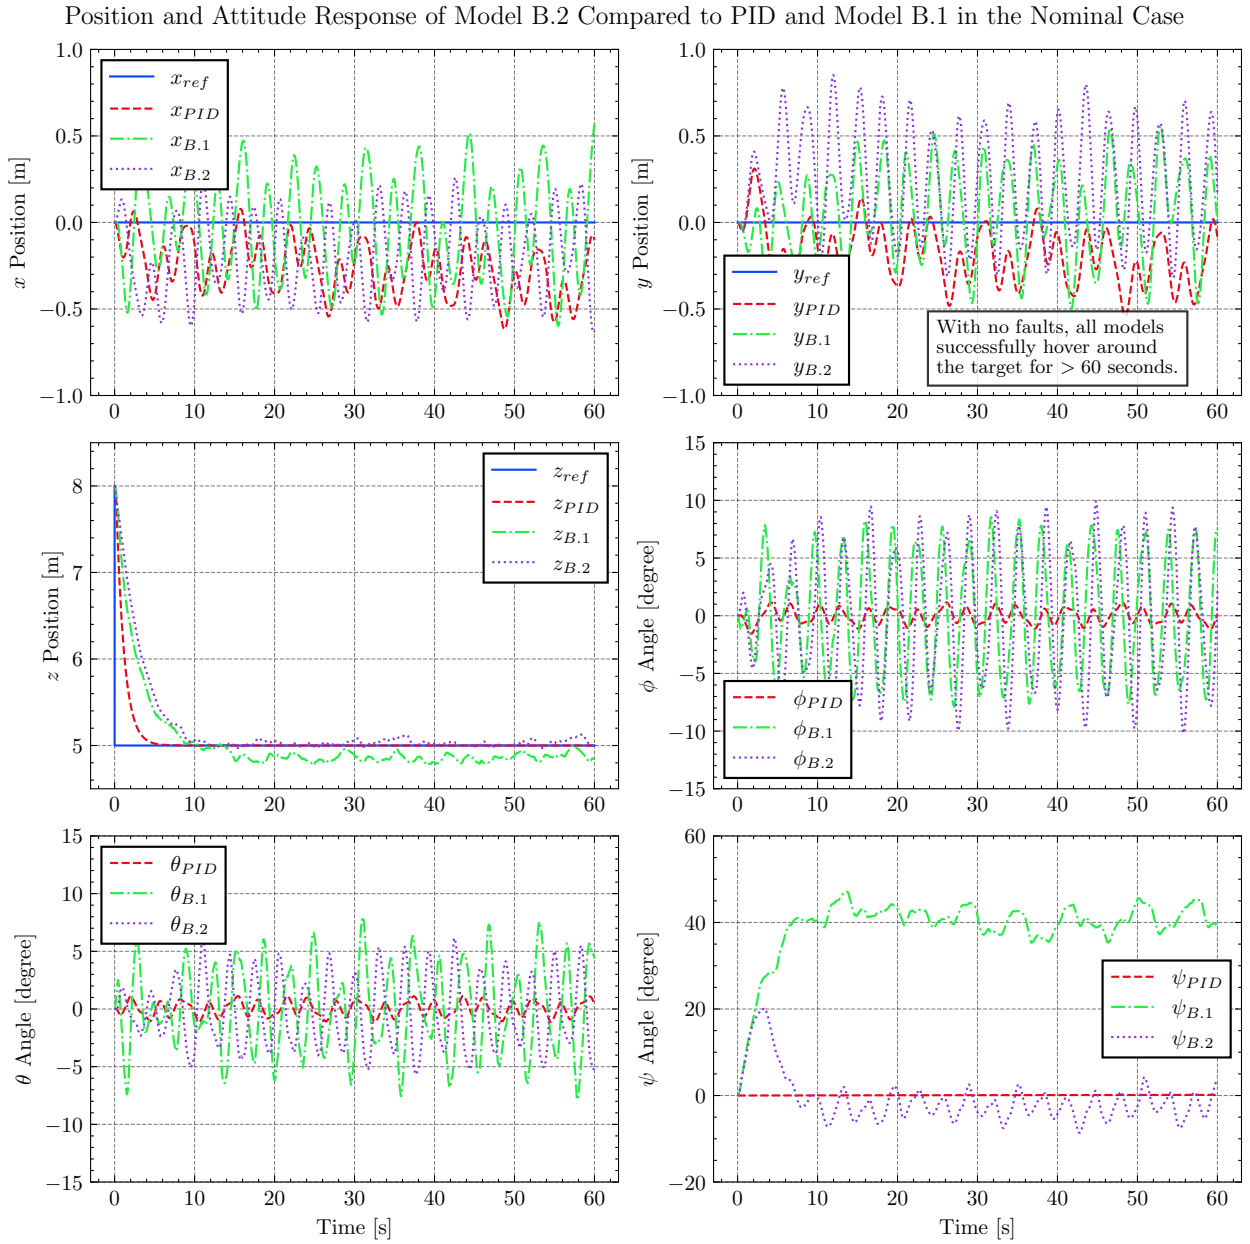 Position and Attitude Response of Model B.2 Compared to PID and Model B.1 in the Nominal Case
x Position [m]
1.0
0.5
0.0
−0.5
−1.0
0 10 20 30 40 50 60
x_ref
x_PID
x_B.1
x_B.2
y Position [m]
1.0
0.5
0.0
−0.5
−1.0
0 10 20 30 40 50 60
y_ref
y_PID
y_B.1
y_B.2
With no faults, all models
successfully hover around
the target for > 60 seconds.
z Position [m]
8
7
6
5
0 10 20 30 40 50 60
z_ref
z_PID
z_B.1
z_B.2
ϕ Angle [degree]
15
10
5
0
−5
−10
−15
0 10 20 30 40 50 60
ϕ_PID
ϕ_B.1
ϕ_B.2
θ Angle [degree]
15
10
5
0
−5
−10
−15
0 10 20 30 40 50 60
Time [s]
θ_PID
θ_B.1
θ_B.2
ψ Angle [degree]
60
40
20
0
−20
0 10 20 30 40 50 60
Time [s]
ψ_PID
ψ_B.1
ψ_B.2